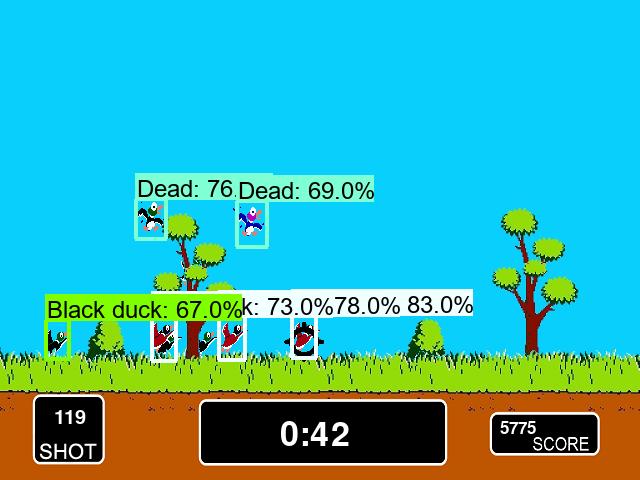 Dead: 76.
Dead: 69.0%
Black duck: 67.0%
k: 73.0%
78.0%
83.0%
119
SHOT
0:42
5775
SCORE